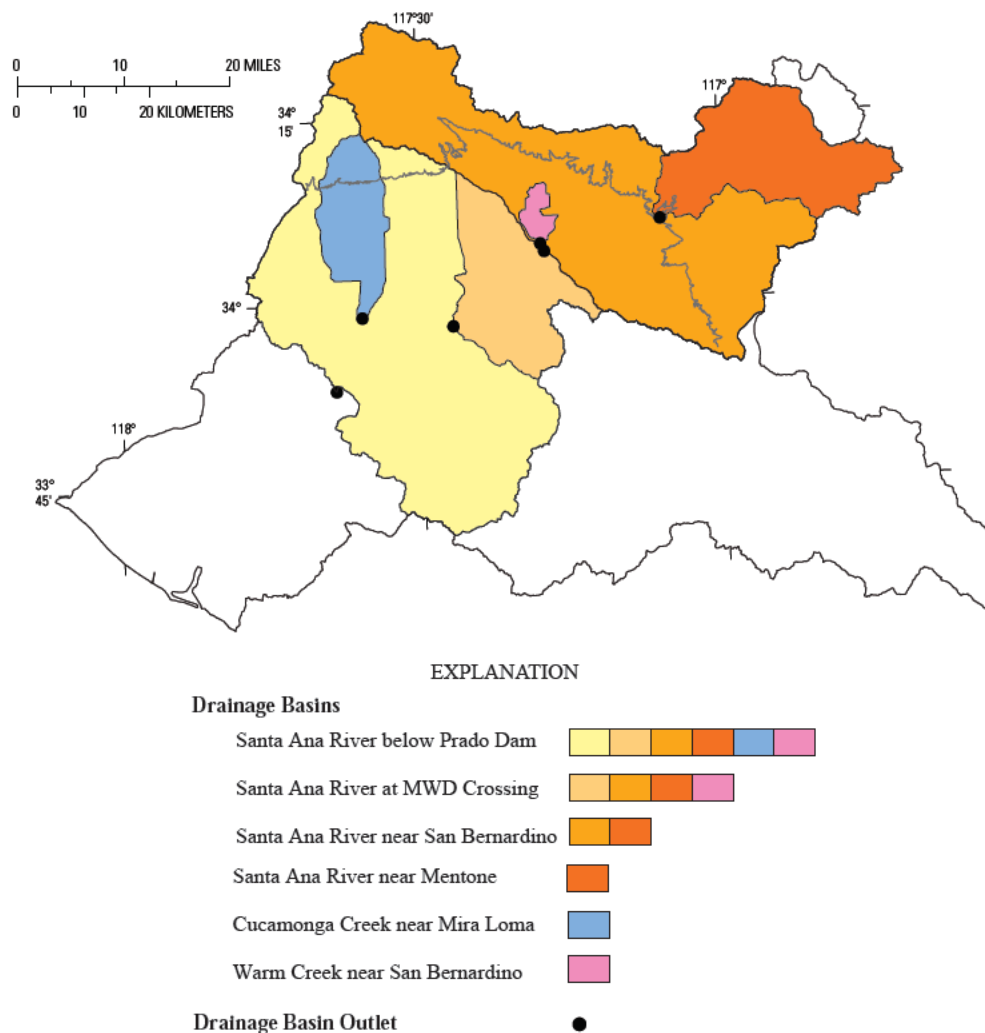 117°30'
0 10 20 MILES
0 10 20 KILOMETERS
117°
34°
15'
34°
118°
33°
45'
EXPLANATION
Drainage Basins
Santa Ana River below Prado Dam
Santa Ana River at MWD Crossing
Santa Ana River near San Bernardino
Santa Ana River near Mentone
Cucamonga Creek near Mira Loma
Warm Creek near San Bernardino
Drainage Basin Outlet